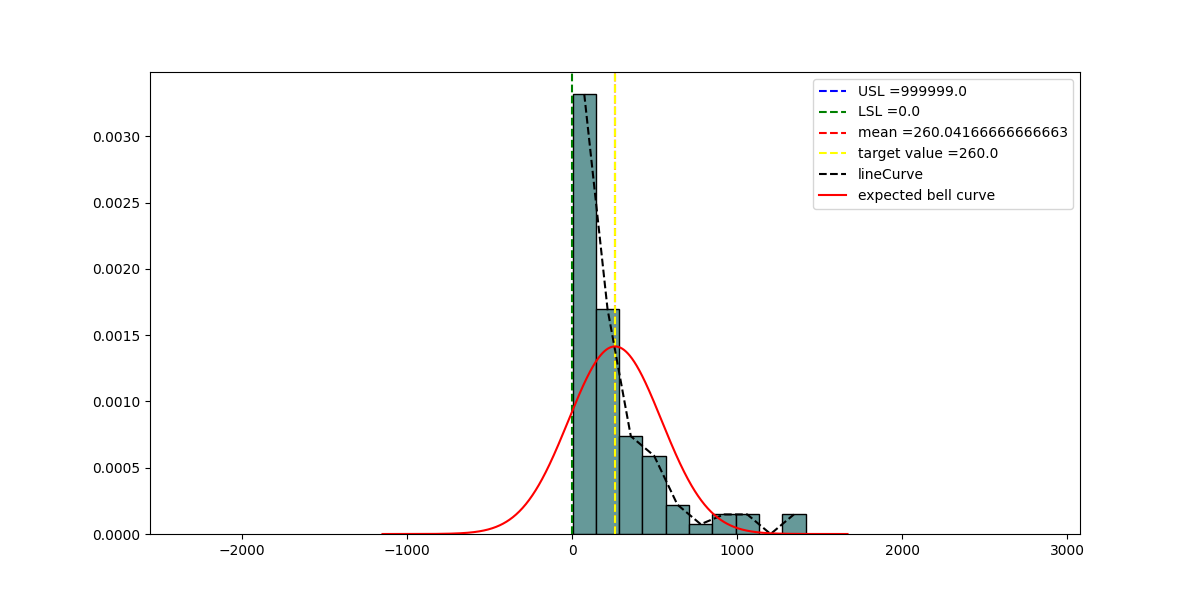 USL =999999.0
LSL =0.0
mean =260.04166666666663
target value =260.0
lineCurve
expected bell curve
0.0030
0.0025
0.0020
0.0015
0.0010
0.0005
0.0000
−2000 −1000 0 1000 2000 3000